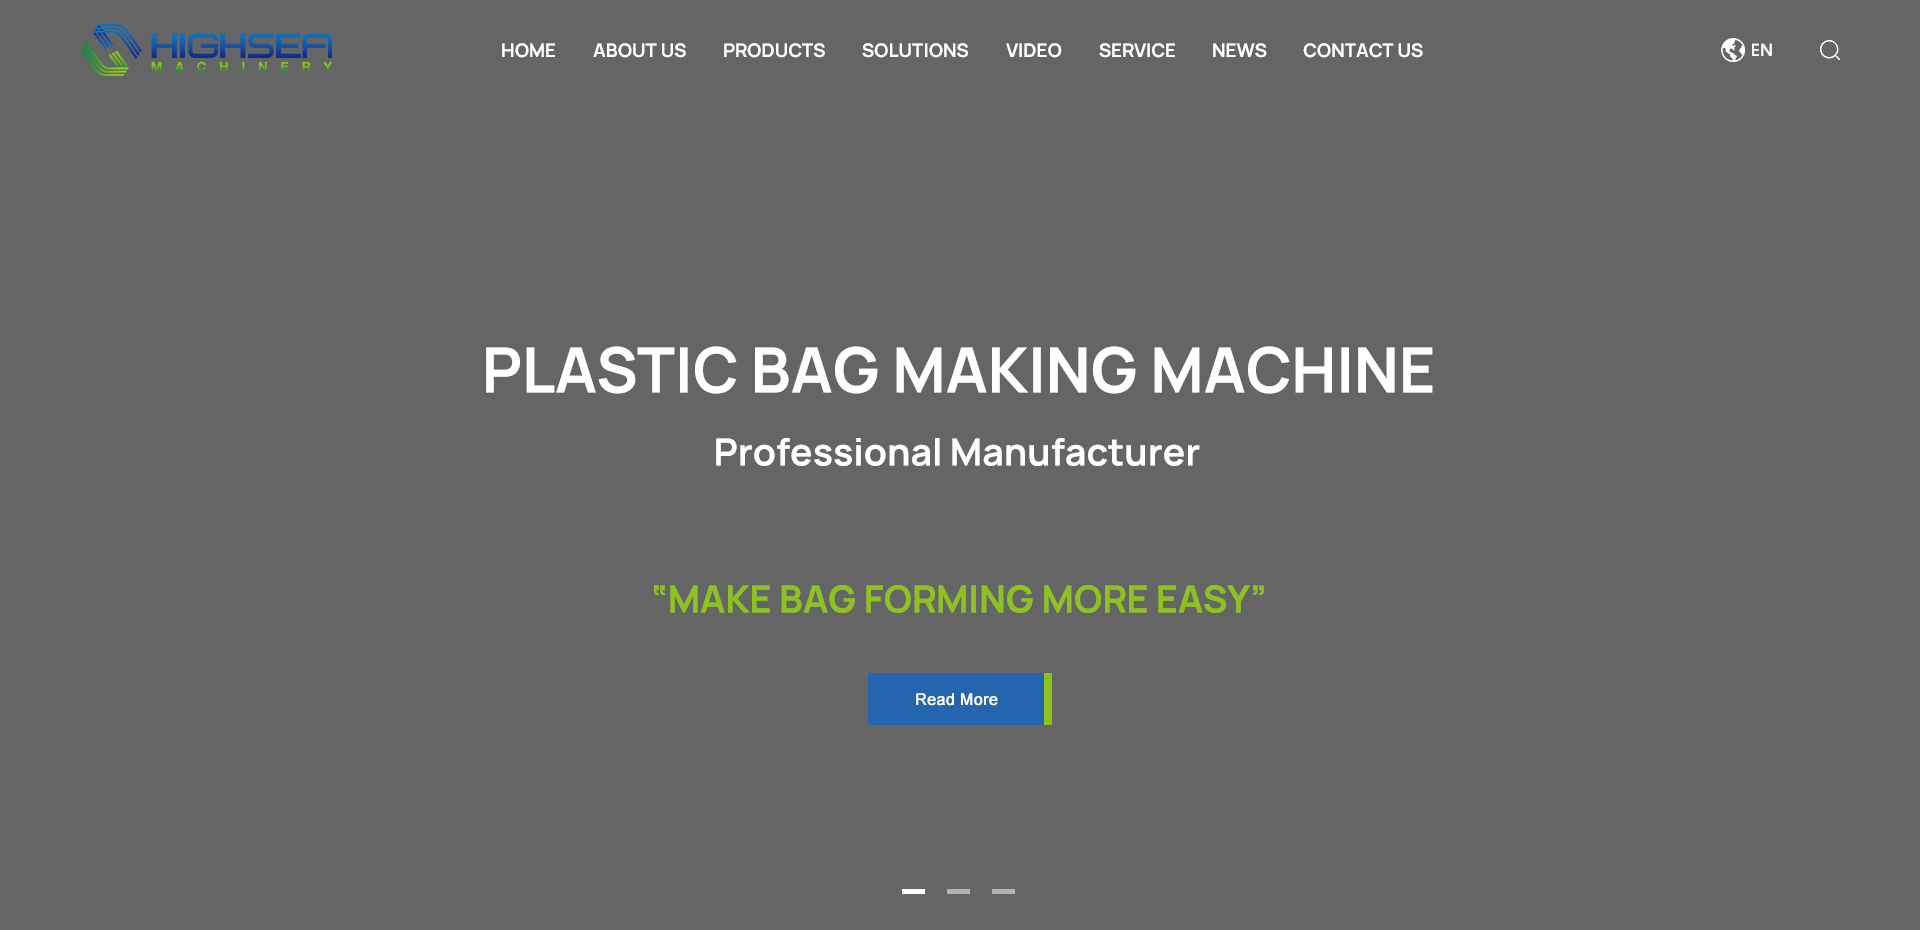 HIGHSEA
MACHINERY
HOME ABOUT US PRODUCTS SOLUTIONS VIDEO SERVICE NEWS CONTACT US EN
PLASTIC BAG MAKING MACHINE
Professional Manufacturer
“MAKE BAG FORMING MORE EASY”
Read More